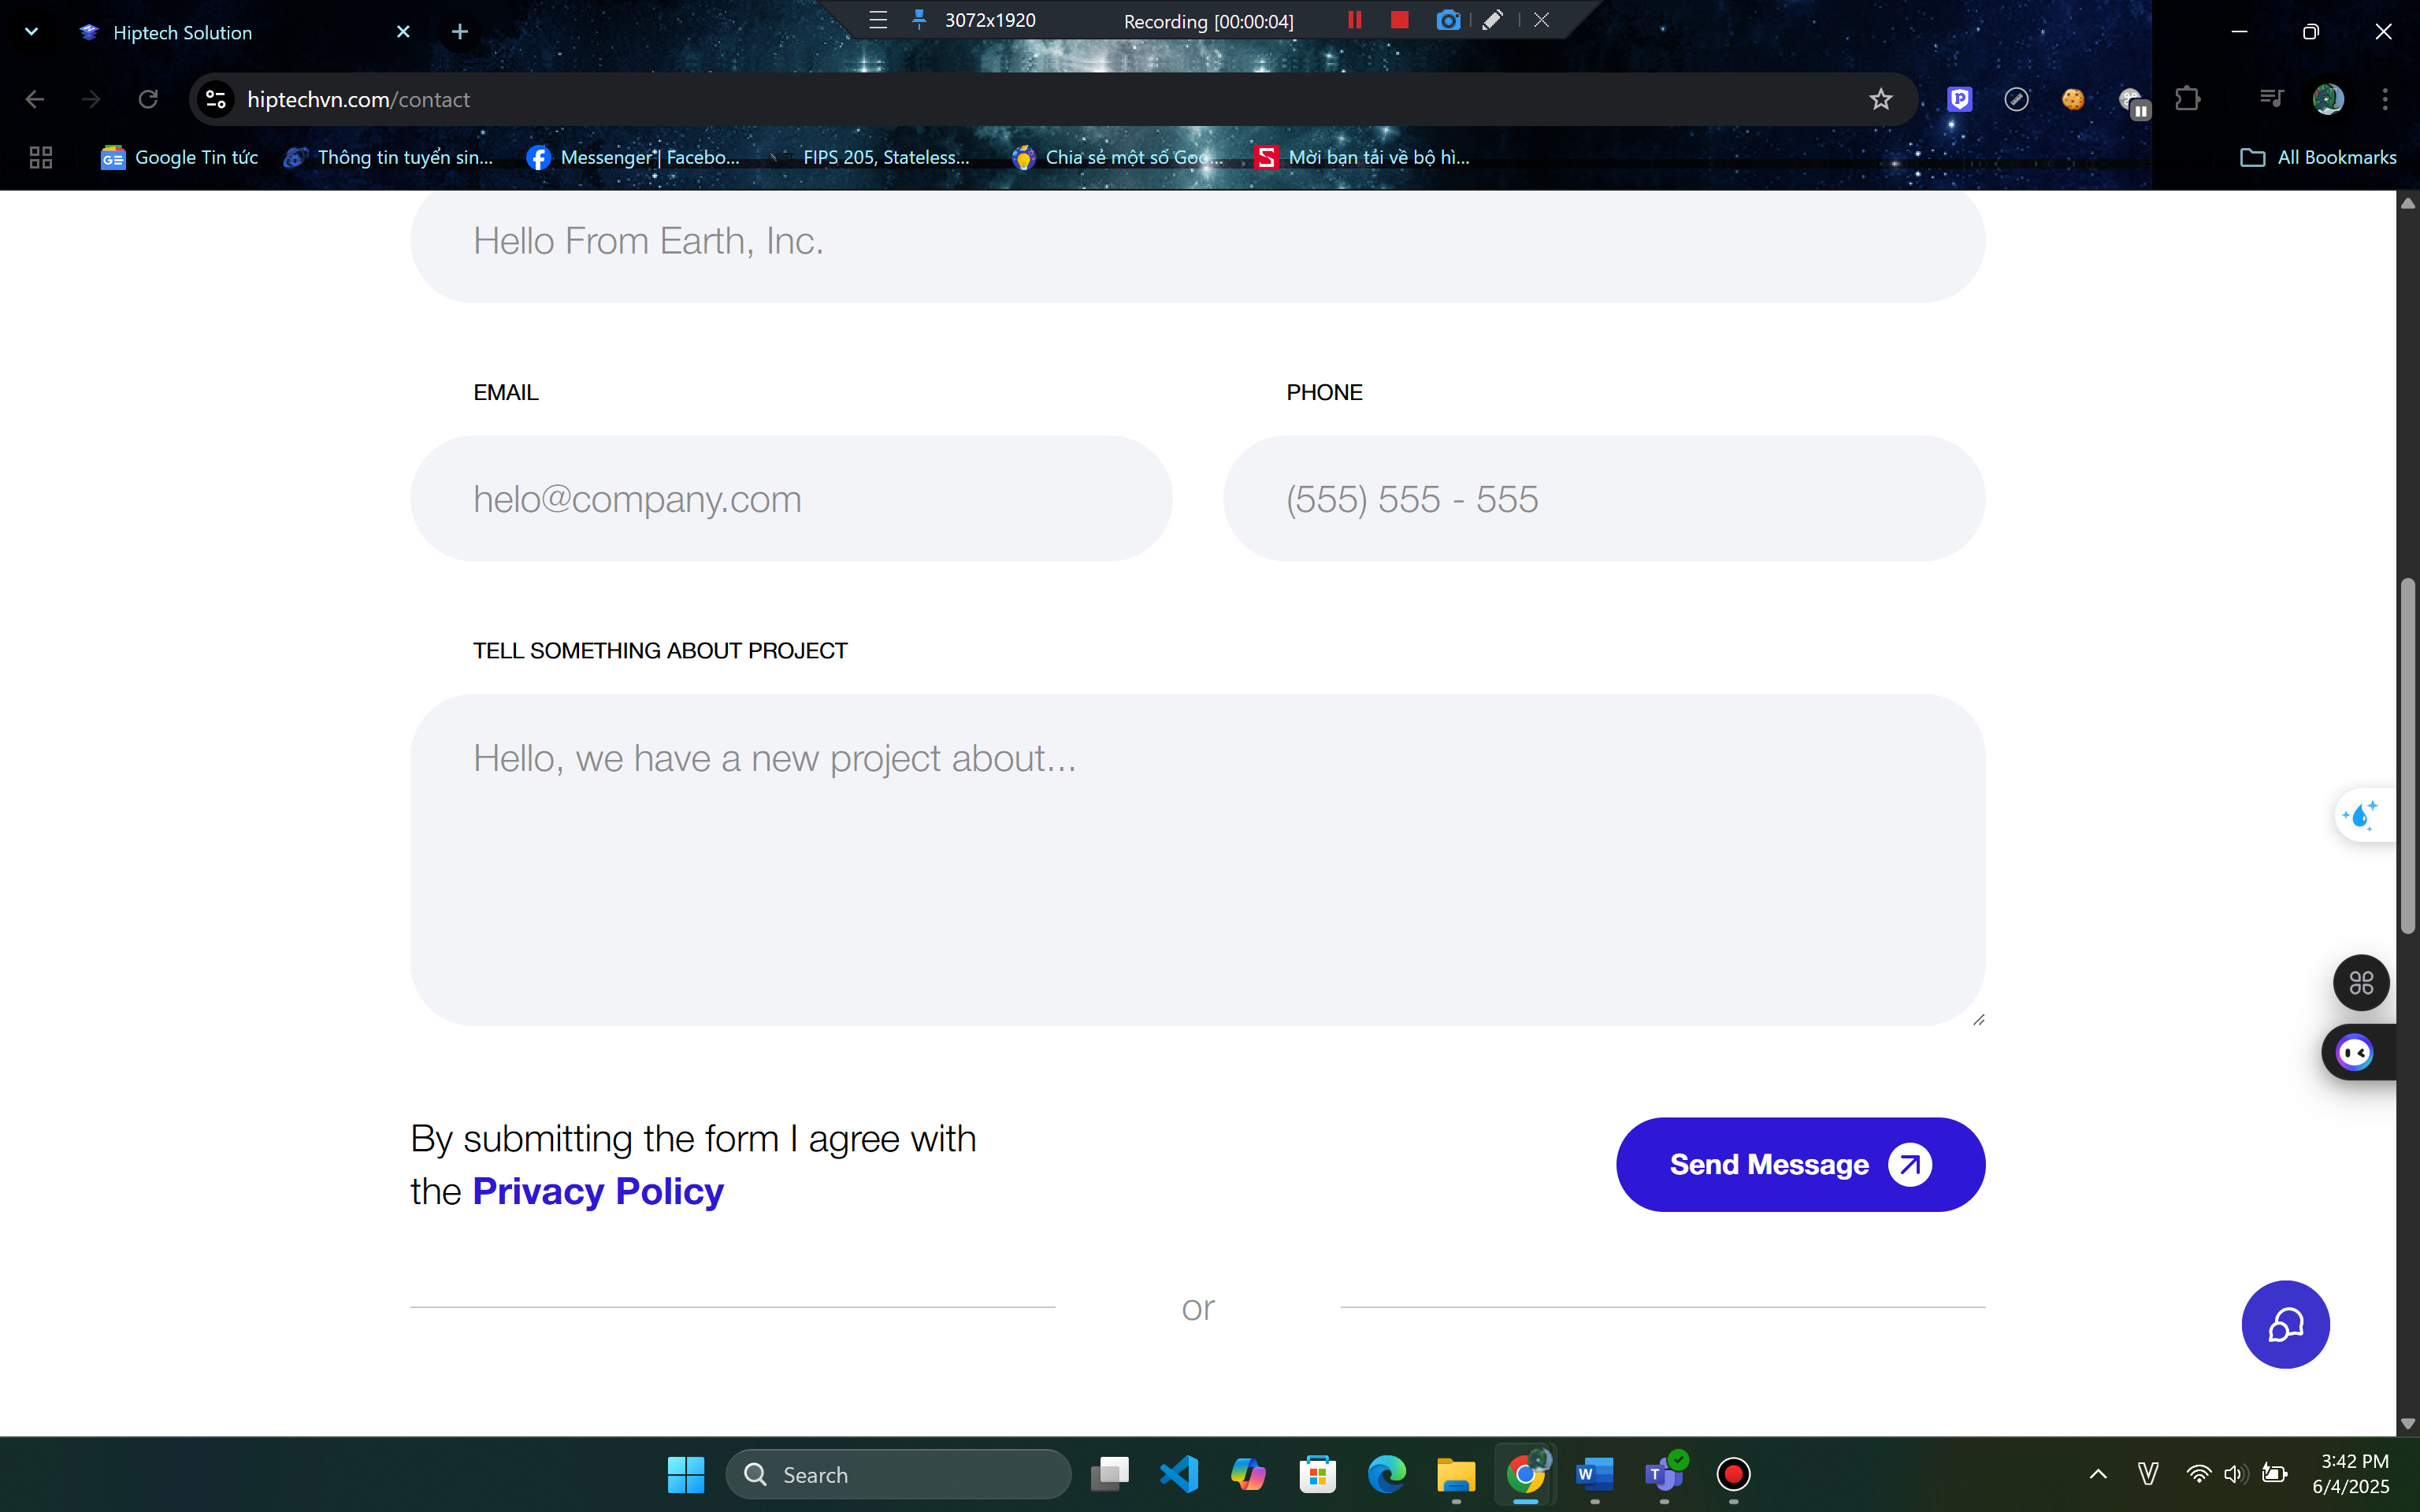 Hiptech Solution
3072x1920
Recording [00:00:04]
hiptechvn.com/contact
Google Tin tức
Thông tin tuyển sin...
Messenger | Facebo...
FIPS 205, Stateless...
Chia sẻ một số Goo...
Mời bạn tải về bộ hì...
All Bookmarks
Hello From Earth, Inc.
EMAIL
PHONE
helo@company.com
(555) 555 - 555
TELL SOMETHING ABOUT PROJECT
Hello, we have a new project about...
By submitting the form I agree with
the Privacy Policy
Send Message
or
Search
3:42 PM
6/4/2025